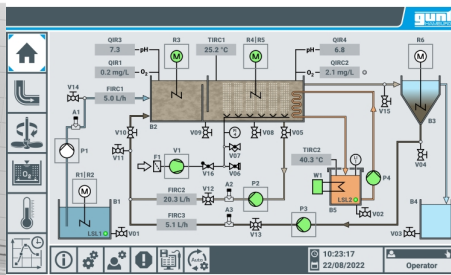 gun
QIR3
7.3
pH
R3
M
TIRC1
25.2 °C
R4|R5
M
QIR4
pH
6.8
R6
M
QIR1
0.2 mg/L
O₂
QIRC2
O₂
2.1 mg/L
V14
FIRC1
5.0 L/h
A1
B2
V15
B3
V10
V09
V08
V05
P1
V11
F1
V1
V07
V16
V06
TIRC2
40.3 °C
V04
R1|R2
M
FIRC2
20.3 L/h
V12
A2
P2
W1
P4
B1
LSL2
B5
V02
B4
LSL1
V01
FIRC3
5.1 L/h
A3
V13
P3
V03
O₂
Auto
10:23:17
22/08/2022
Operator